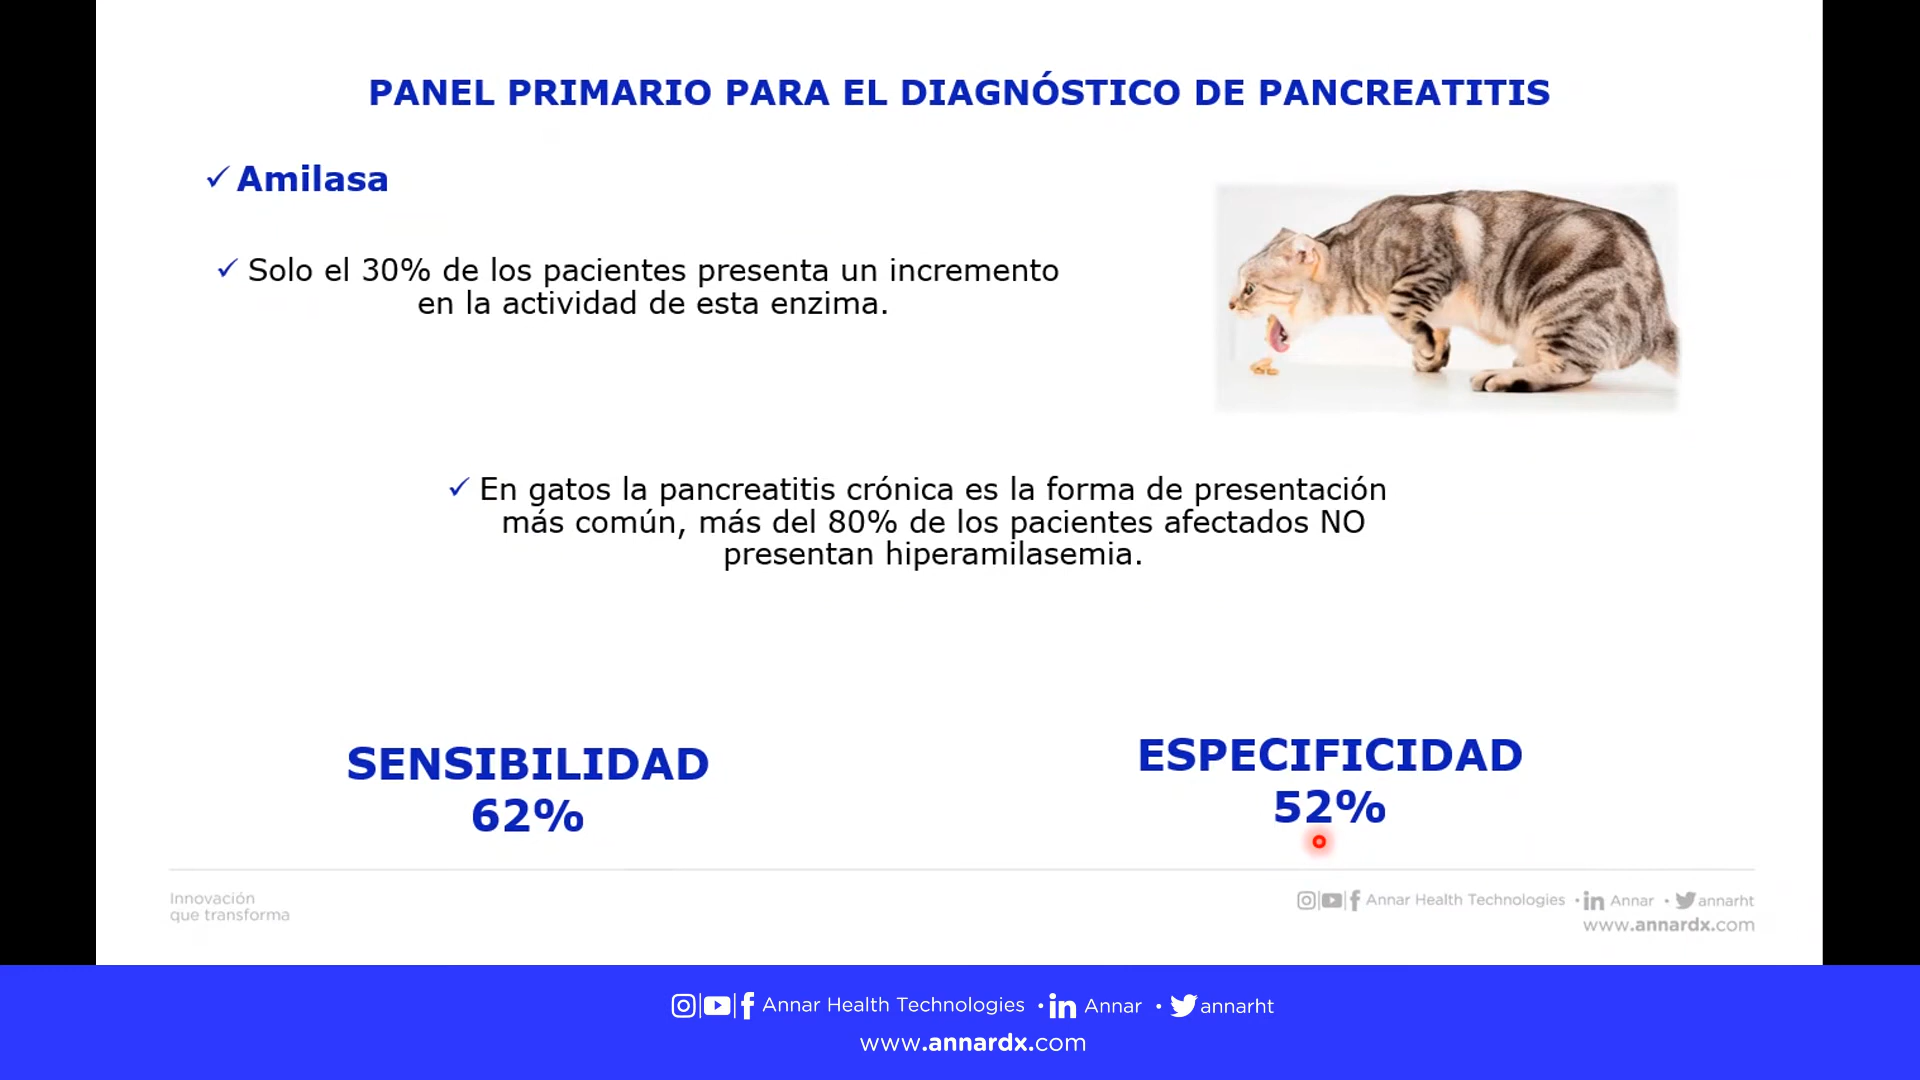 PANEL PRIMARIO PARA EL DIAGNÓSTICO DE PANCREATITIS
Amilasa
Solo el 30% de los pacientes presenta un incremento
en la actividad de esta enzima.
En gatos la pancreatitis crónica es la forma de presentación
más común, más del 80% de los pacientes afectados NO
presentan hiperamilasemia.
SENSIBILIDAD
62%
ESPECIFICIDAD
52%
Innovación
que transforma
Annar Health Technologies • in Annar • annarht
www.annardx.com
Annar Health Technologies • in Annar • annarht
www.annardx.com